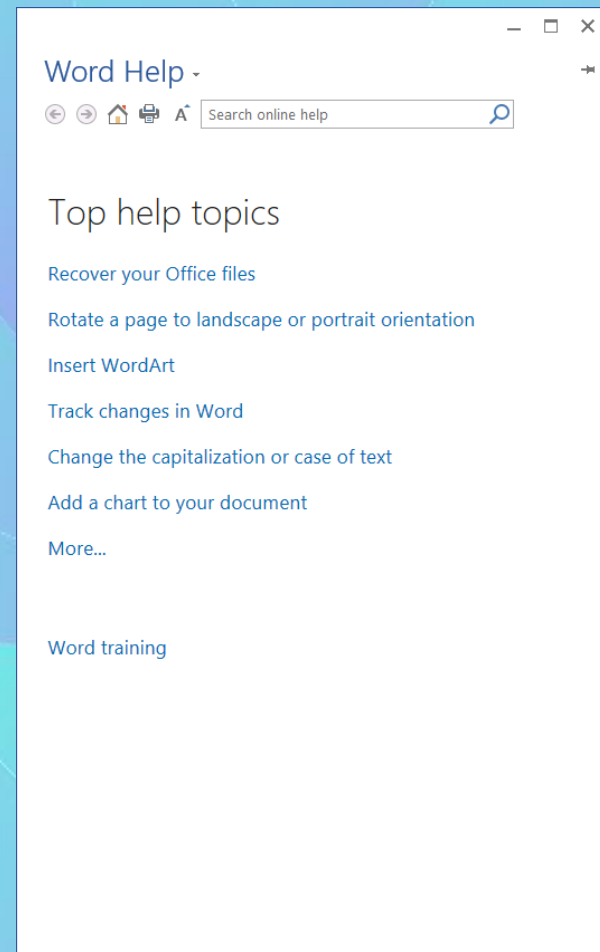 Word Help
A
Search online help
Top help topics
Recover your Office files
Rotate a page to landscape or portrait orientation
Insert WordArt
Track changes in Word
Change the capitalization or case of text
Add a chart to your document
More...
Word training